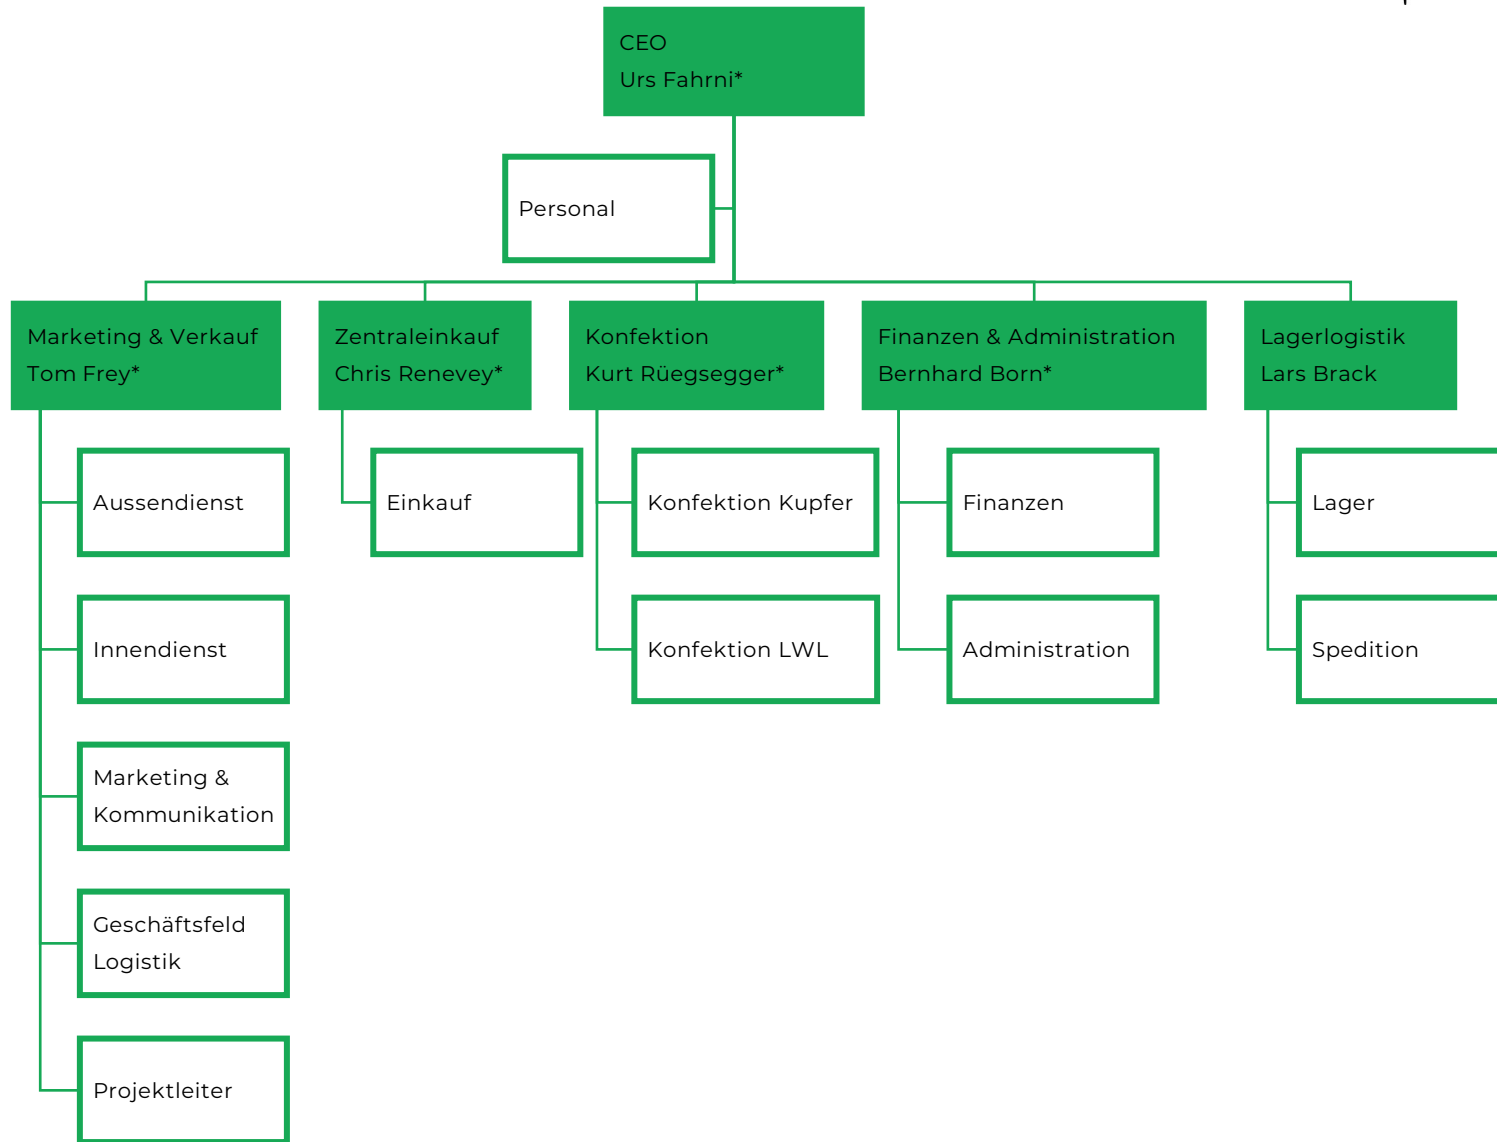 CEO
Urs Fahrni*
Personal
Marketing & Verkauf
Tom Frey*
Zentraleinkauf
Chris Renevey*
Konfektion
Kurt Rüegsegger*
Finanzen & Administration
Bernhard Born*
Lagerlogistik
Lars Brack
Aussendienst
Einkauf
Konfektion Kupfer
Finanzen
Lager
Innendienst
Konfektion LWL
Administration
Spedition
Marketing &
Kommunikation
Geschäftsfeld
Logistik
Projektleiter